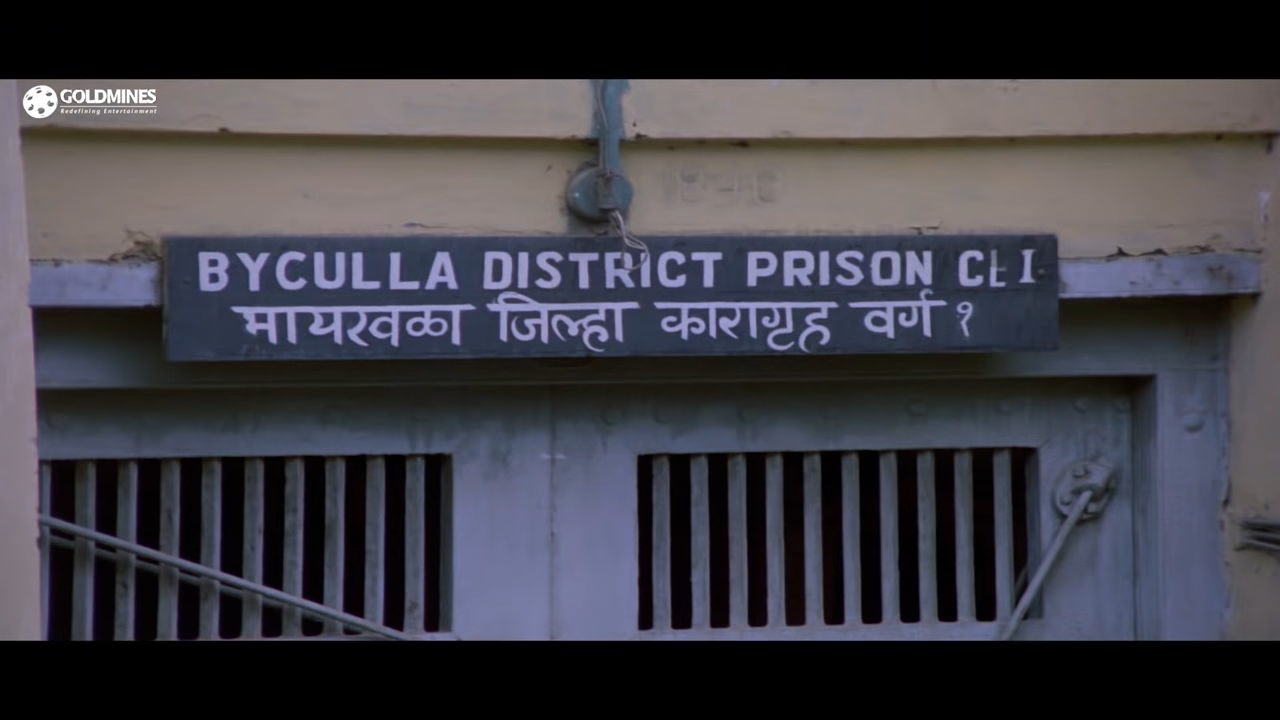 GOLDMINES
Redefining Entertainment
BYCULLA DISTRICT PRISON CL I
मायखळा जिल्हा कारागृह वर्ग १